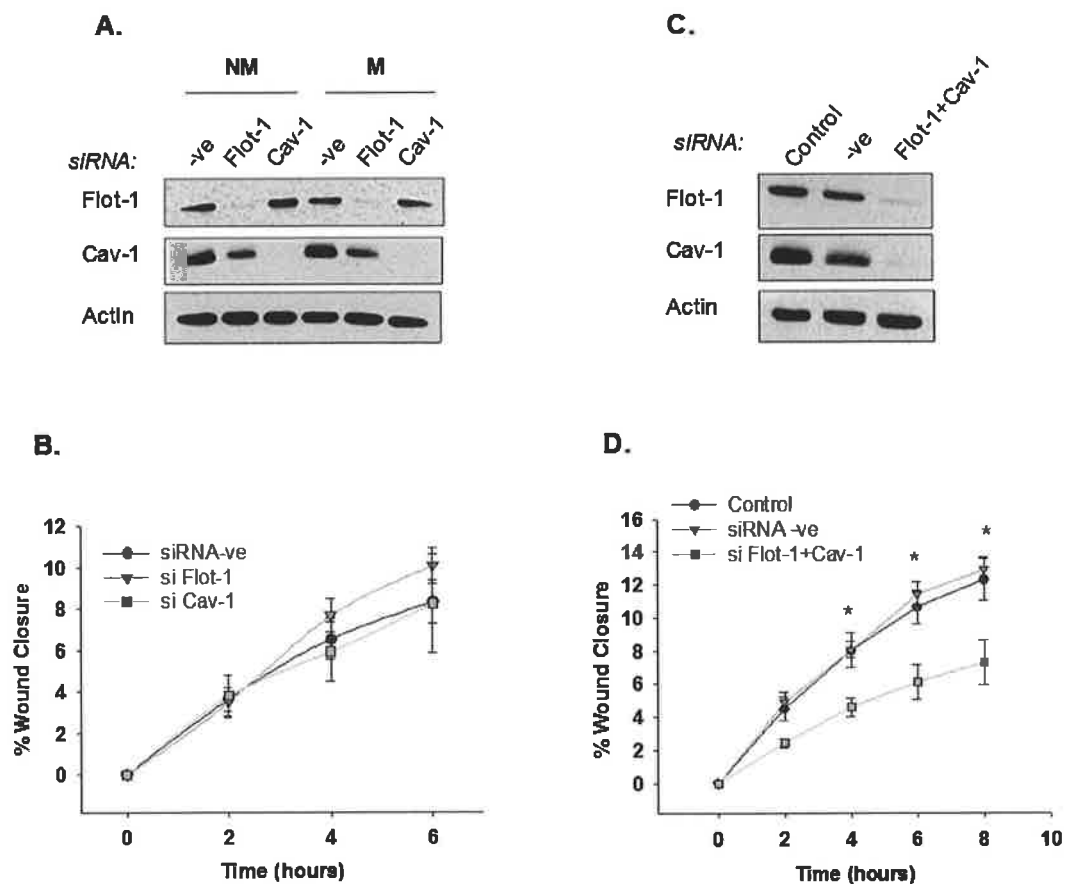 A.
NM M
siRNA: -ve Flot-1 Cav-1 -ve Flot-1 Cav-1
Flot-1
Cav-1
Actin
C.
siRNA: Control -ve Flot-1+Cav-1
Flot-1
Cav-1
Actin
B.
% Wound Closure
12
10
8
6
4
2
0
siRNA-ve
si Flot-1
si Cav-1
0 2 4 6
Time (hours)
D.
% Wound Closure
16
14
12
10
8
6
4
2
0
Control
siRNA -ve
si Flot-1+Cav-1
* * *
0 2 4 6 8 10
Time (hours)